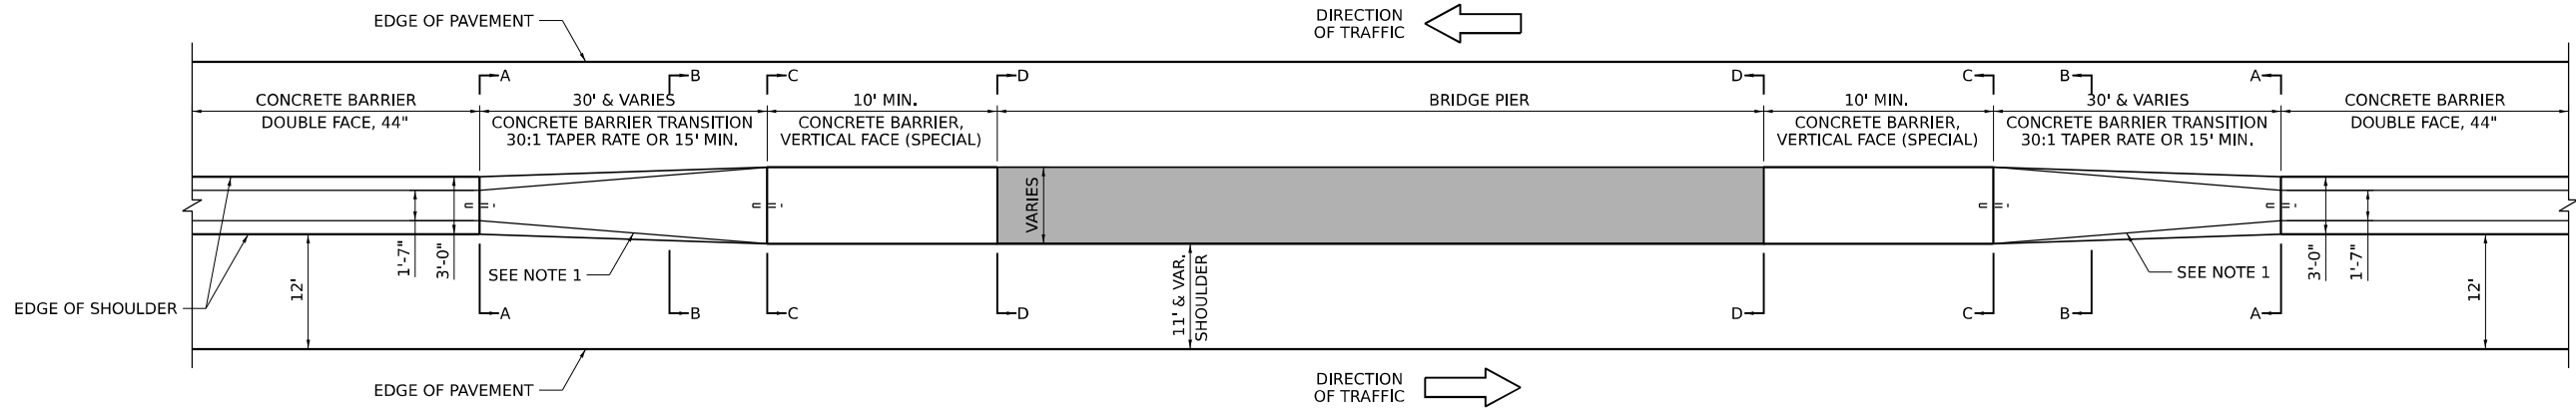 EDGE OF PAVEMENT
DIRECTION
OF TRAFFIC
A
B
C
D
D
C
B
A
CONCRETE BARRIER
DOUBLE FACE, 44"
30' & VARIES
CONCRETE BARRIER TRANSITION
30:1 TAPER RATE OR 15' MIN.
10' MIN.
CONCRETE BARRIER,
VERTICAL FACE (SPECIAL)
BRIDGE PIER
10' MIN.
CONCRETE BARRIER,
VERTICAL FACE (SPECIAL)
30' & VARIES
CONCRETE BARRIER TRANSITION
30:1 TAPER RATE OR 15' MIN.
CONCRETE BARRIER
DOUBLE FACE, 44"
VARIES
1'-7"
3'-0"
SEE NOTE 1
SEE NOTE 1
3'-0"
1'-7"
EDGE OF SHOULDER
12'
11' & VAR.
SHOULDER
12'
A
B
C
D
D
C
B
A
EDGE OF PAVEMENT
DIRECTION
OF TRAFFIC